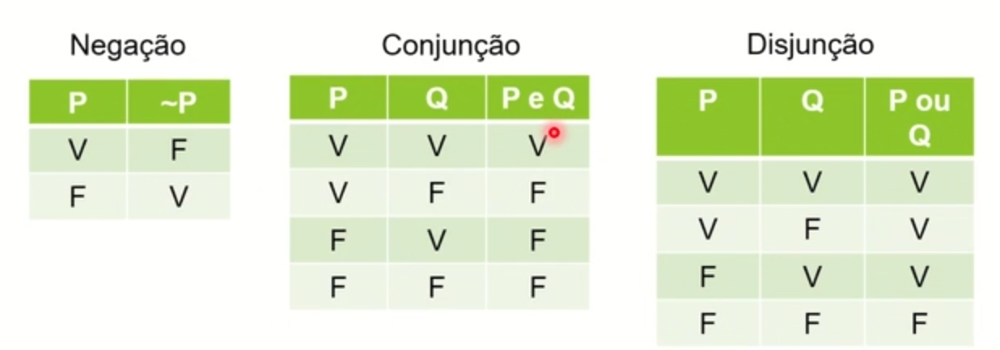 Negação
P ~P
V F
F V
Conjunção
P Q P e Q
V V V
V F F
F V F
F F F
Disjunção
P Q P ou
Q
V V V
V F V
F V V
F F F